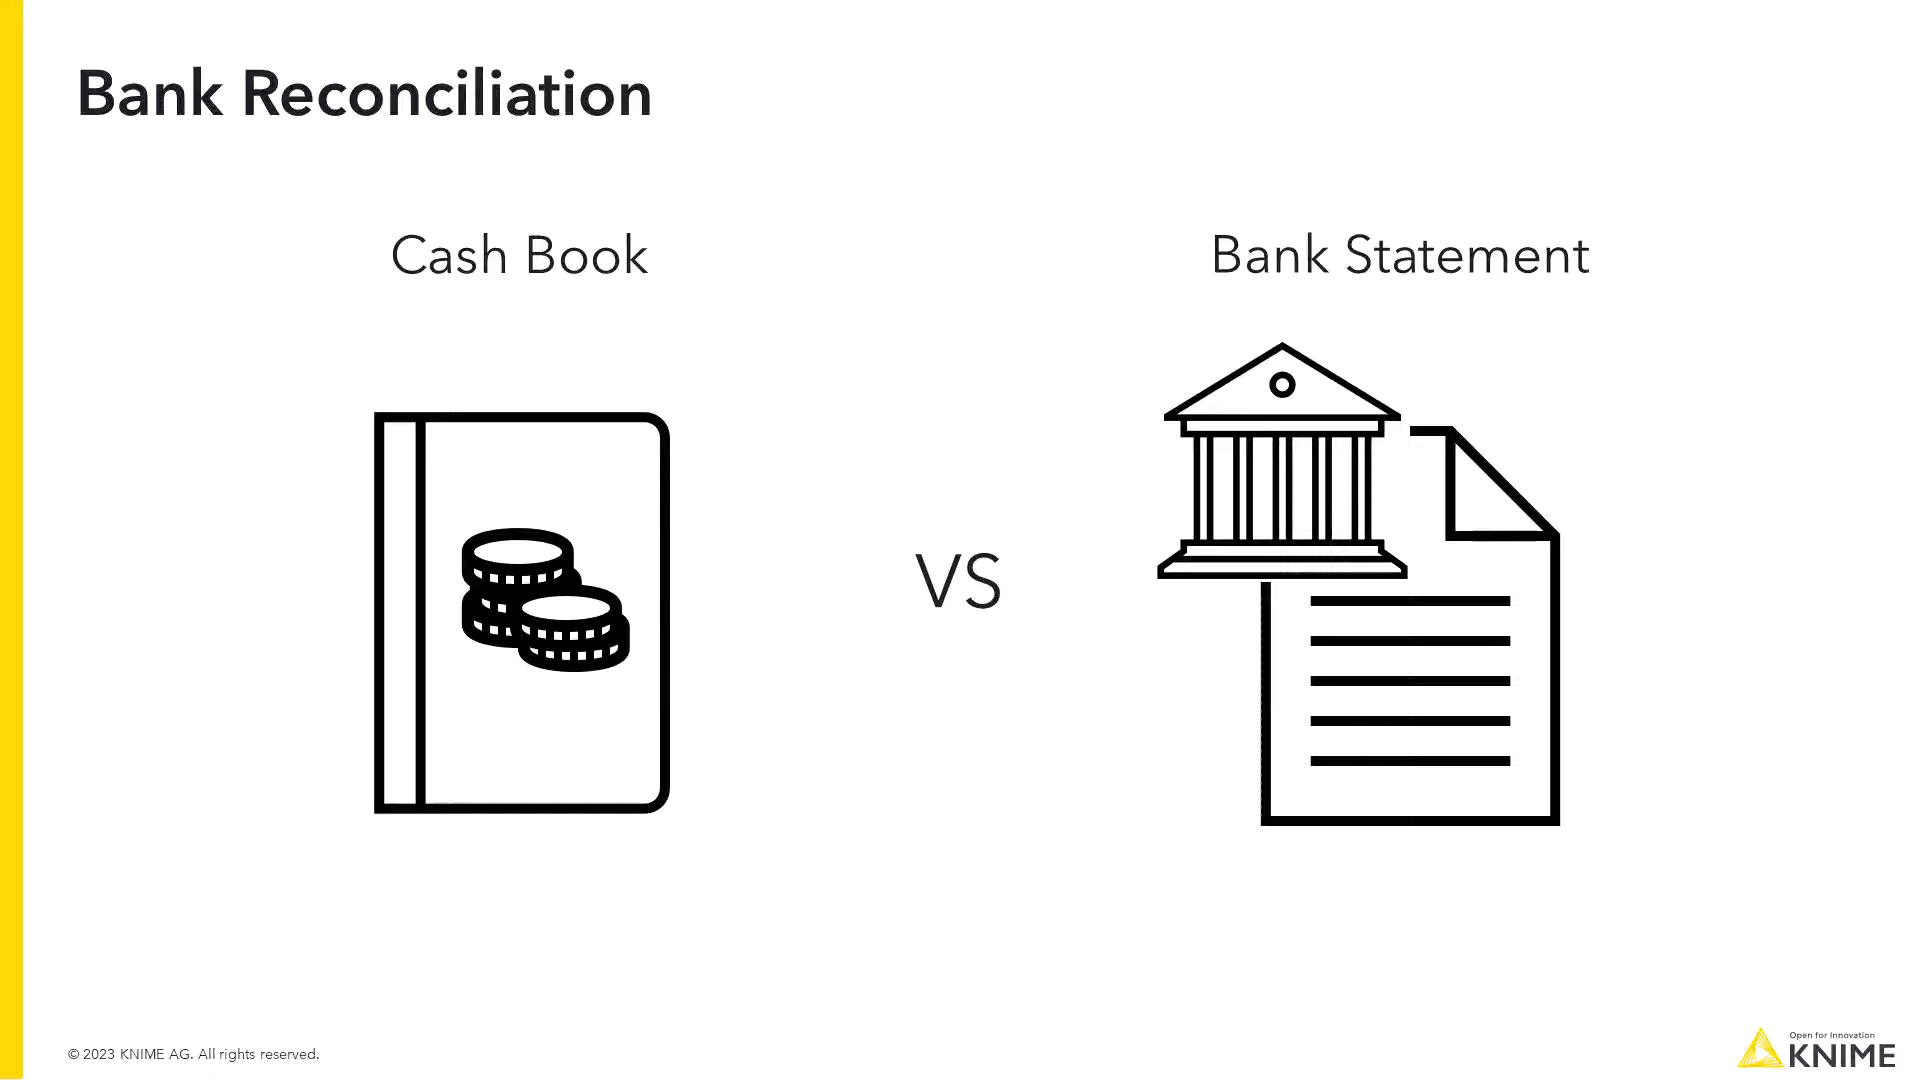 Bank Reconciliation
Cash Book
Bank Statement
VS
© 2023 KNIME AG. All rights reserved.
Open for Innovation
KNIME